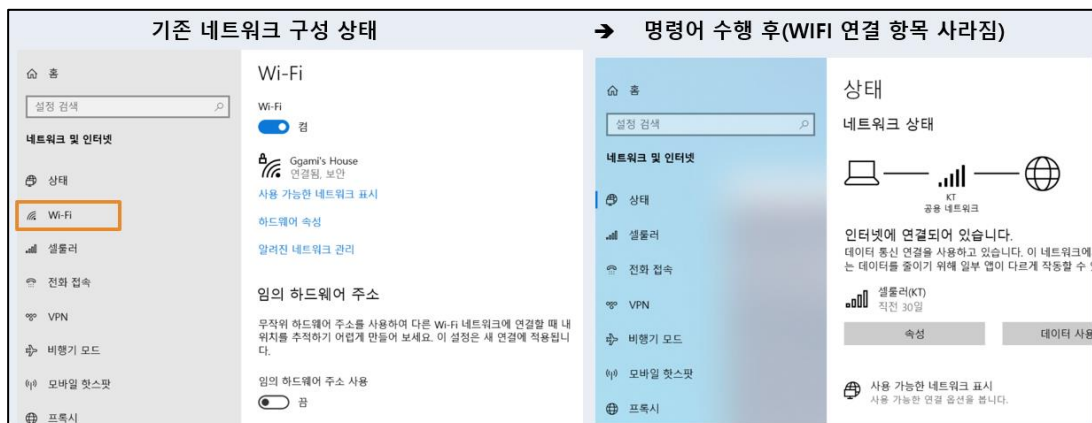 기존 네트워크 구성 상태
➔ 명령어 수행 후(WIFI 연결 항목 사라짐)
홈
설정 검색
네트워크 및 인터넷
상태
Wi-Fi
셀룰러
전화 접속
VPN
비행기 모드
모바일 핫스팟
프록시
Wi-Fi
Wi-Fi
켬
Ggami's House
연결됨, 보안
사용 가능한 네트워크 표시
하드웨어 속성
알려진 네트워크 관리
임의 하드웨어 주소
무작위 하드웨어 주소를 사용하여 다른 Wi-Fi 네트워크에 연결할 때 내
위치를 추적하기 어렵게 만들어 보세요. 이 설정은 새 연결에 적용됩니
다.
임의 하드웨어 주소 사용
끔
홈
설정 검색
네트워크 및 인터넷
상태
셀룰러
전화 접속
VPN
비행기 모드
모바일 핫스팟
프록시
상태
네트워크 상태
KT
공용 네트워크
인터넷에 연결되어 있습니다.
데이터 통신 연결을 사용하고 있습니다. 이 네트워크에
는 데이터를 줄이기 위해 일부 앱이 다르게 작동할 수
셀룰러(KT)
직전 30일
속성
데이터 사용
사용 가능한 네트워크 표시
사용 가능한 연결 옵션을 봅니다.